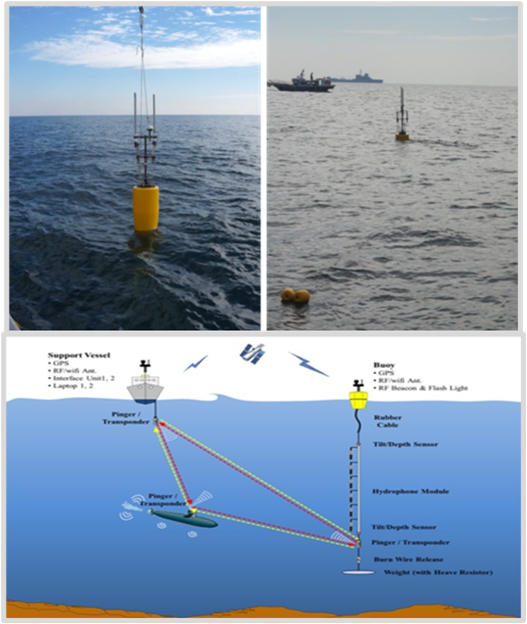 Support Vessel
• GPS
• RF/wifi Ant.
• Interface Unit1, 2
• Laptop 1, 2
Pinger /
Transponder
Pinger /
Transponder
Buoy
• GPS
• RF/wifi Ant.
• RF Beacon & Flash Light
Rubber
Cable
Tilt/Depth Sensor
Hydrophone Module
Tilt/Depth Sensor
Pinger / Transponder
Burn Wire Release
Weight (with Heave Resistor)